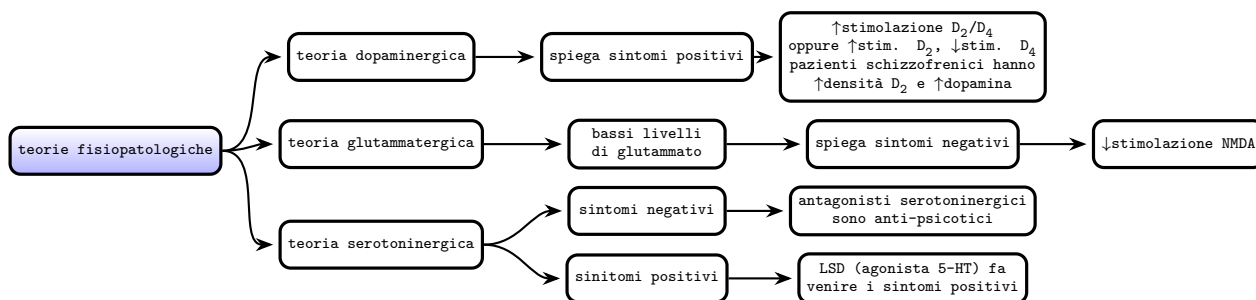 teorie fisiopatologiche
teoria dopaminergica
spiega sintomi positivi
↑stimolazione D₂/D₄
oppure ↑stim. D₂, ↓stim. D₄
pazienti schizzofrenici hanno
↑densità D₂ e ↑dopamina
teoria glutammatergica
bassi livelli
di glutammato
spiega sintomi negativi
↓stimolazione NMDA
teoria serotoninergica
sintomi negativi
antagonisti serotoninergici
sono anti-psicotici
sinitomi positivi
LSD (agonista 5-HT) fa
venire i sintomi positivi